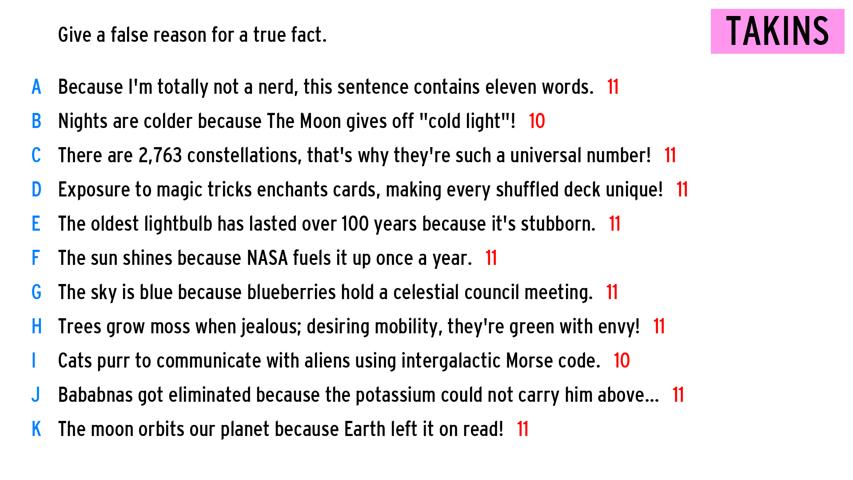 Give a false reason for a true fact.
TAKINS
A Because I'm totally not a nerd, this sentence contains eleven words. 11
B Nights are colder because The Moon gives off "cold light"! 10
C There are 2,763 constellations, that's why they're such a universal number! 11
D Exposure to magic tricks enchants cards, making every shuffled deck unique! 11
E The oldest lightbulb has lasted over 100 years because it's stubborn. 11
F The sun shines because NASA fuels it up once a year. 11
G The sky is blue because blueberries hold a celestial council meeting. 11
H Trees grow moss when jealous; desiring mobility, they're green with envy! 11
I Cats purr to communicate with aliens using intergalactic Morse code. 10
J Bababnas got eliminated because the potassium could not carry him above... 11
K The moon orbits our planet because Earth left it on read! 11